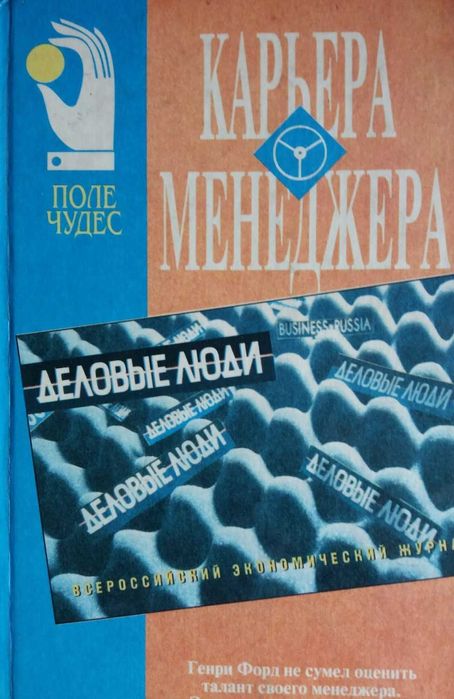 КАРЬЕРА
МЕНЕДЖЕРА
ПОЛЕ
ЧУДЕС
BUSINESS RUSSIA
ДЕЛОВЫЕ ЛЮДИ
ДЕЛОВЫЕ ЛЮДИ
ДЕЛОВЫЕ ЛЮДИ
ДЕЛОВЫЕ ЛЮДИ
ДЕЛОВЫЕ ЛЮДИ
ВСЕРОССИЙСКИЙ ЭКОНОМИЧЕСКИЙ ЖУРНА
Генри Форд не сумел оценить
талант своего менеджера.